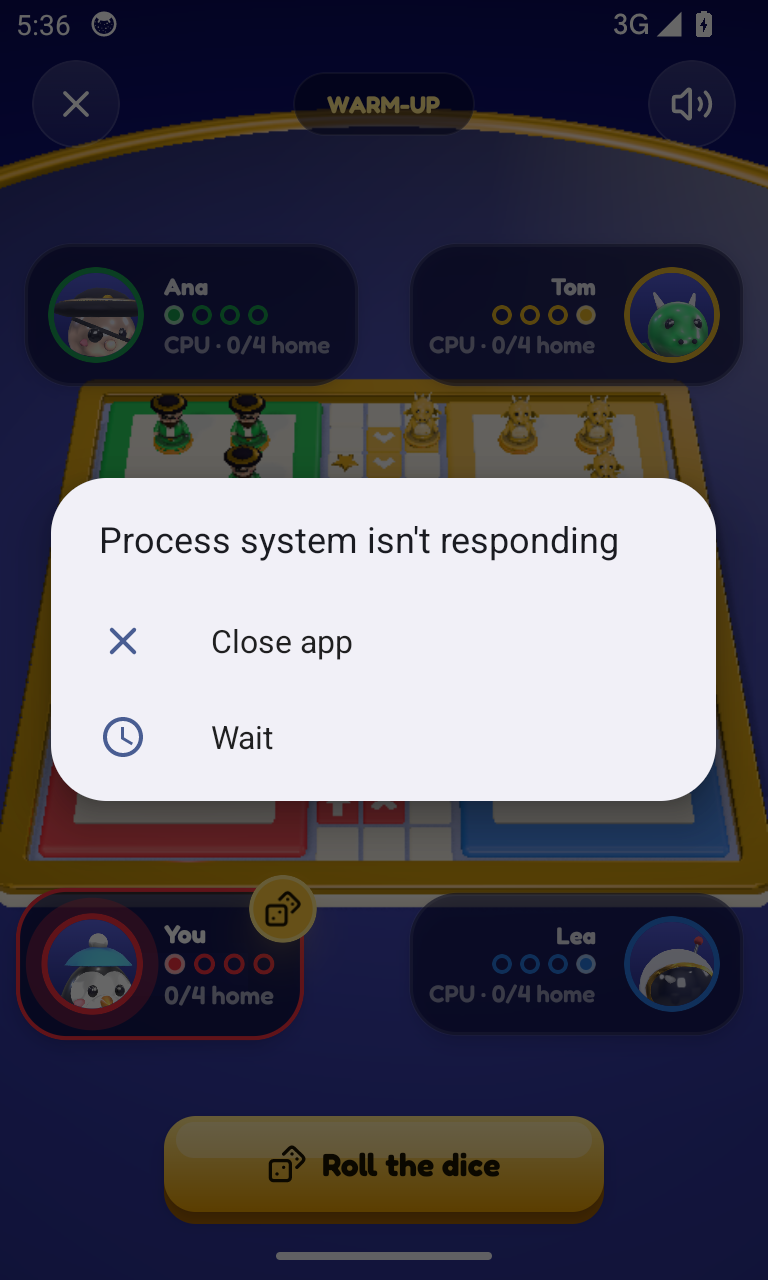 5:36
3G
WARM-UP
Ana
CPU · 0/4 home
Tom
CPU · 0/4 home
Process system isn't responding
Close app
Wait
You
0/4 home
Lea
CPU · 0/4 home
Roll the dice